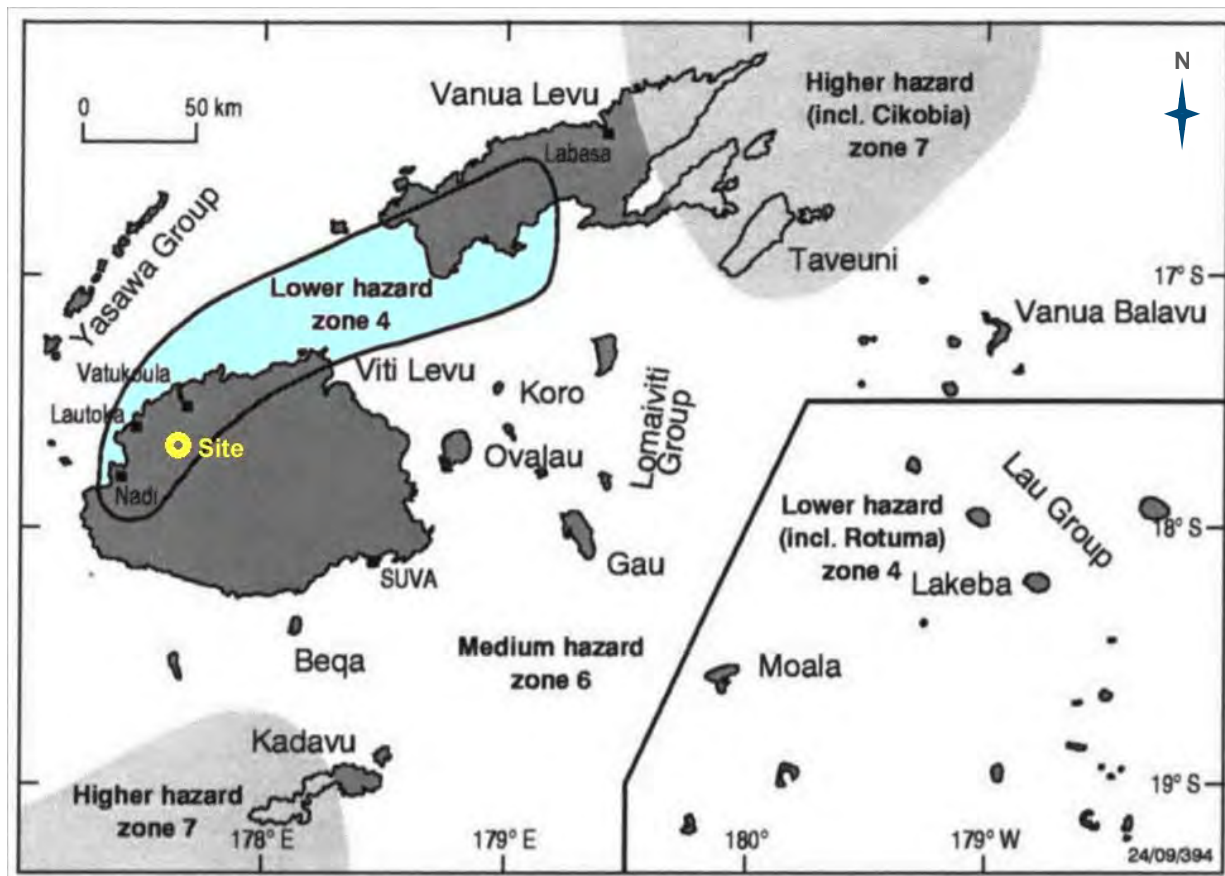 N
0 50 km
Vanua Levu
Labasa
Higher hazard
(incl. Cikobia)
zone 7
Yasawa Group
Taveuni
17° S
Lower hazard
zone 4
Vanua Balavu
Vatukoula
Viti Levu
Koro
Lomaiviti
Group
Lautoka
Site
Ovalau
Nadi
Lower hazard
(incl. Rotuma)
zone 4
Lau Group
18° S
SUVA
Gau
Lakeba
Beqa
Medium hazard
zone 6
Moala
Kadavu
Higher hazard
zone 7
19° S
178° E
179° E
180°
179° W
24/09/394